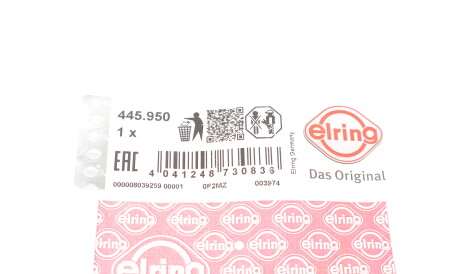 445.950
1 x
EAC
4 041248 730836
000008039259 00001 0F2MZ 003974
Elring Germany
elring
Das Original
elring
elring
elring
elring
elring
elring
elring